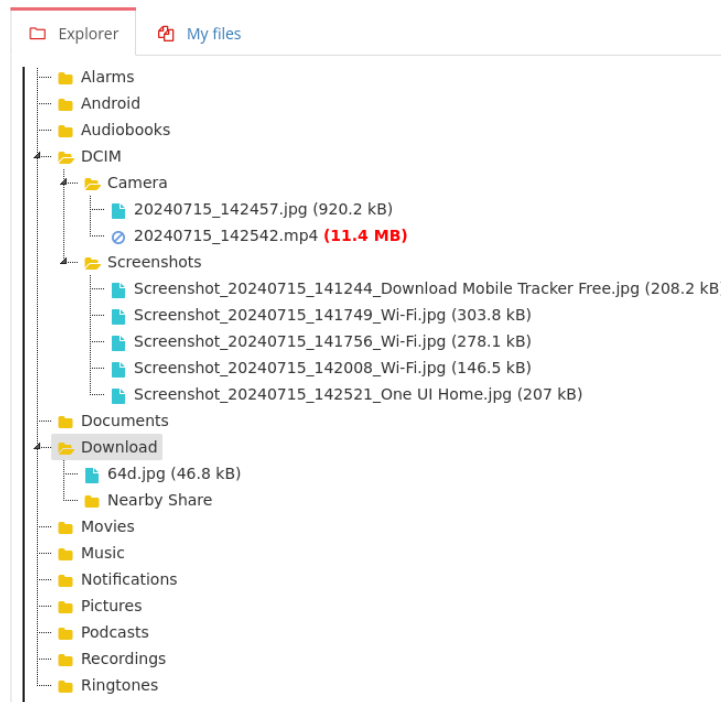 Explorer My files
Alarms
Android
Audiobooks
DCIM
Camera
20240715_142457.jpg (920.2 kB)
20240715_142542.mp4 (11.4 MB)
Screenshots
Screenshot_20240715_141244_Download Mobile Tracker Free.jpg (208.2 kB)
Screenshot_20240715_141749_Wi-Fi.jpg (303.8 kB)
Screenshot_20240715_141756_Wi-Fi.jpg (278.1 kB)
Screenshot_20240715_142008_Wi-Fi.jpg (146.5 kB)
Screenshot_20240715_142521_One UI Home.jpg (207 kB)
Documents
Download
64d.jpg (46.8 kB)
Nearby Share
Movies
Music
Notifications
Pictures
Podcasts
Recordings
Ringtones